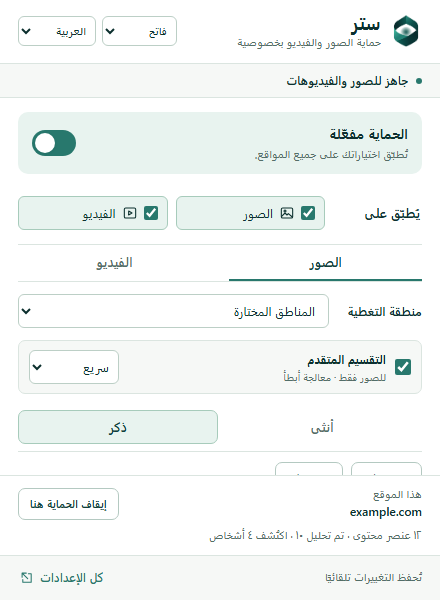 ستر
حماية الصور والفيديو بخصوصية
فاتح
العربية
جاهز للصور والفيديوهات
الحماية مفعّلة
تُطبّق اختياراتك على جميع المواقع.
يُطبّق على
الصور
الفيديو
الصور
الفيديو
منطقة التغطية
المناطق المختارة
التقسيم المتقدم
للصور فقط · معالجة أبطأ
سريع
أنثى
ذكر
هذا الموقع
example.com
إيقاف الحماية هنا
١٢ عنصر محتوى · تم تحليل ١٠ · اكتُشف ٤ أشخاص
تُحفظ التغييرات تلقائيًا
كل الإعدادات